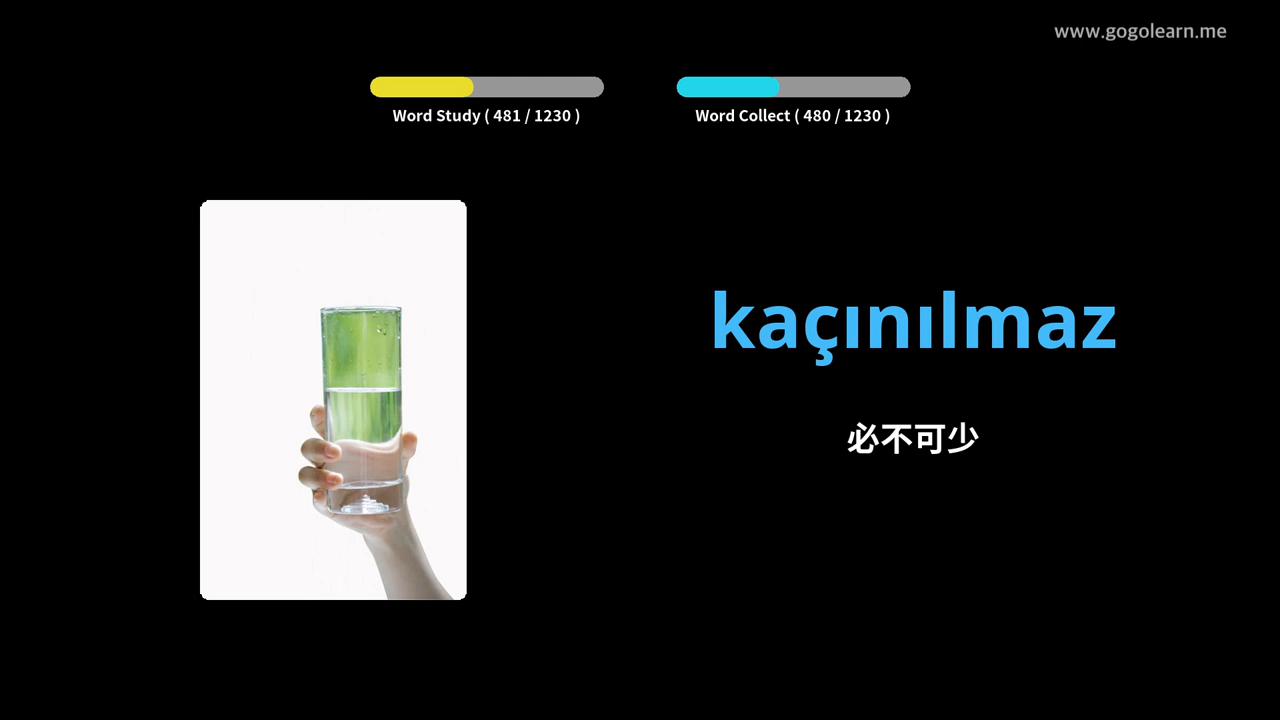 www.gogolearn.me
Word Study ( 481 / 1230 )
Word Collect ( 480 / 1230 )
kaçınılmaz
必不可少